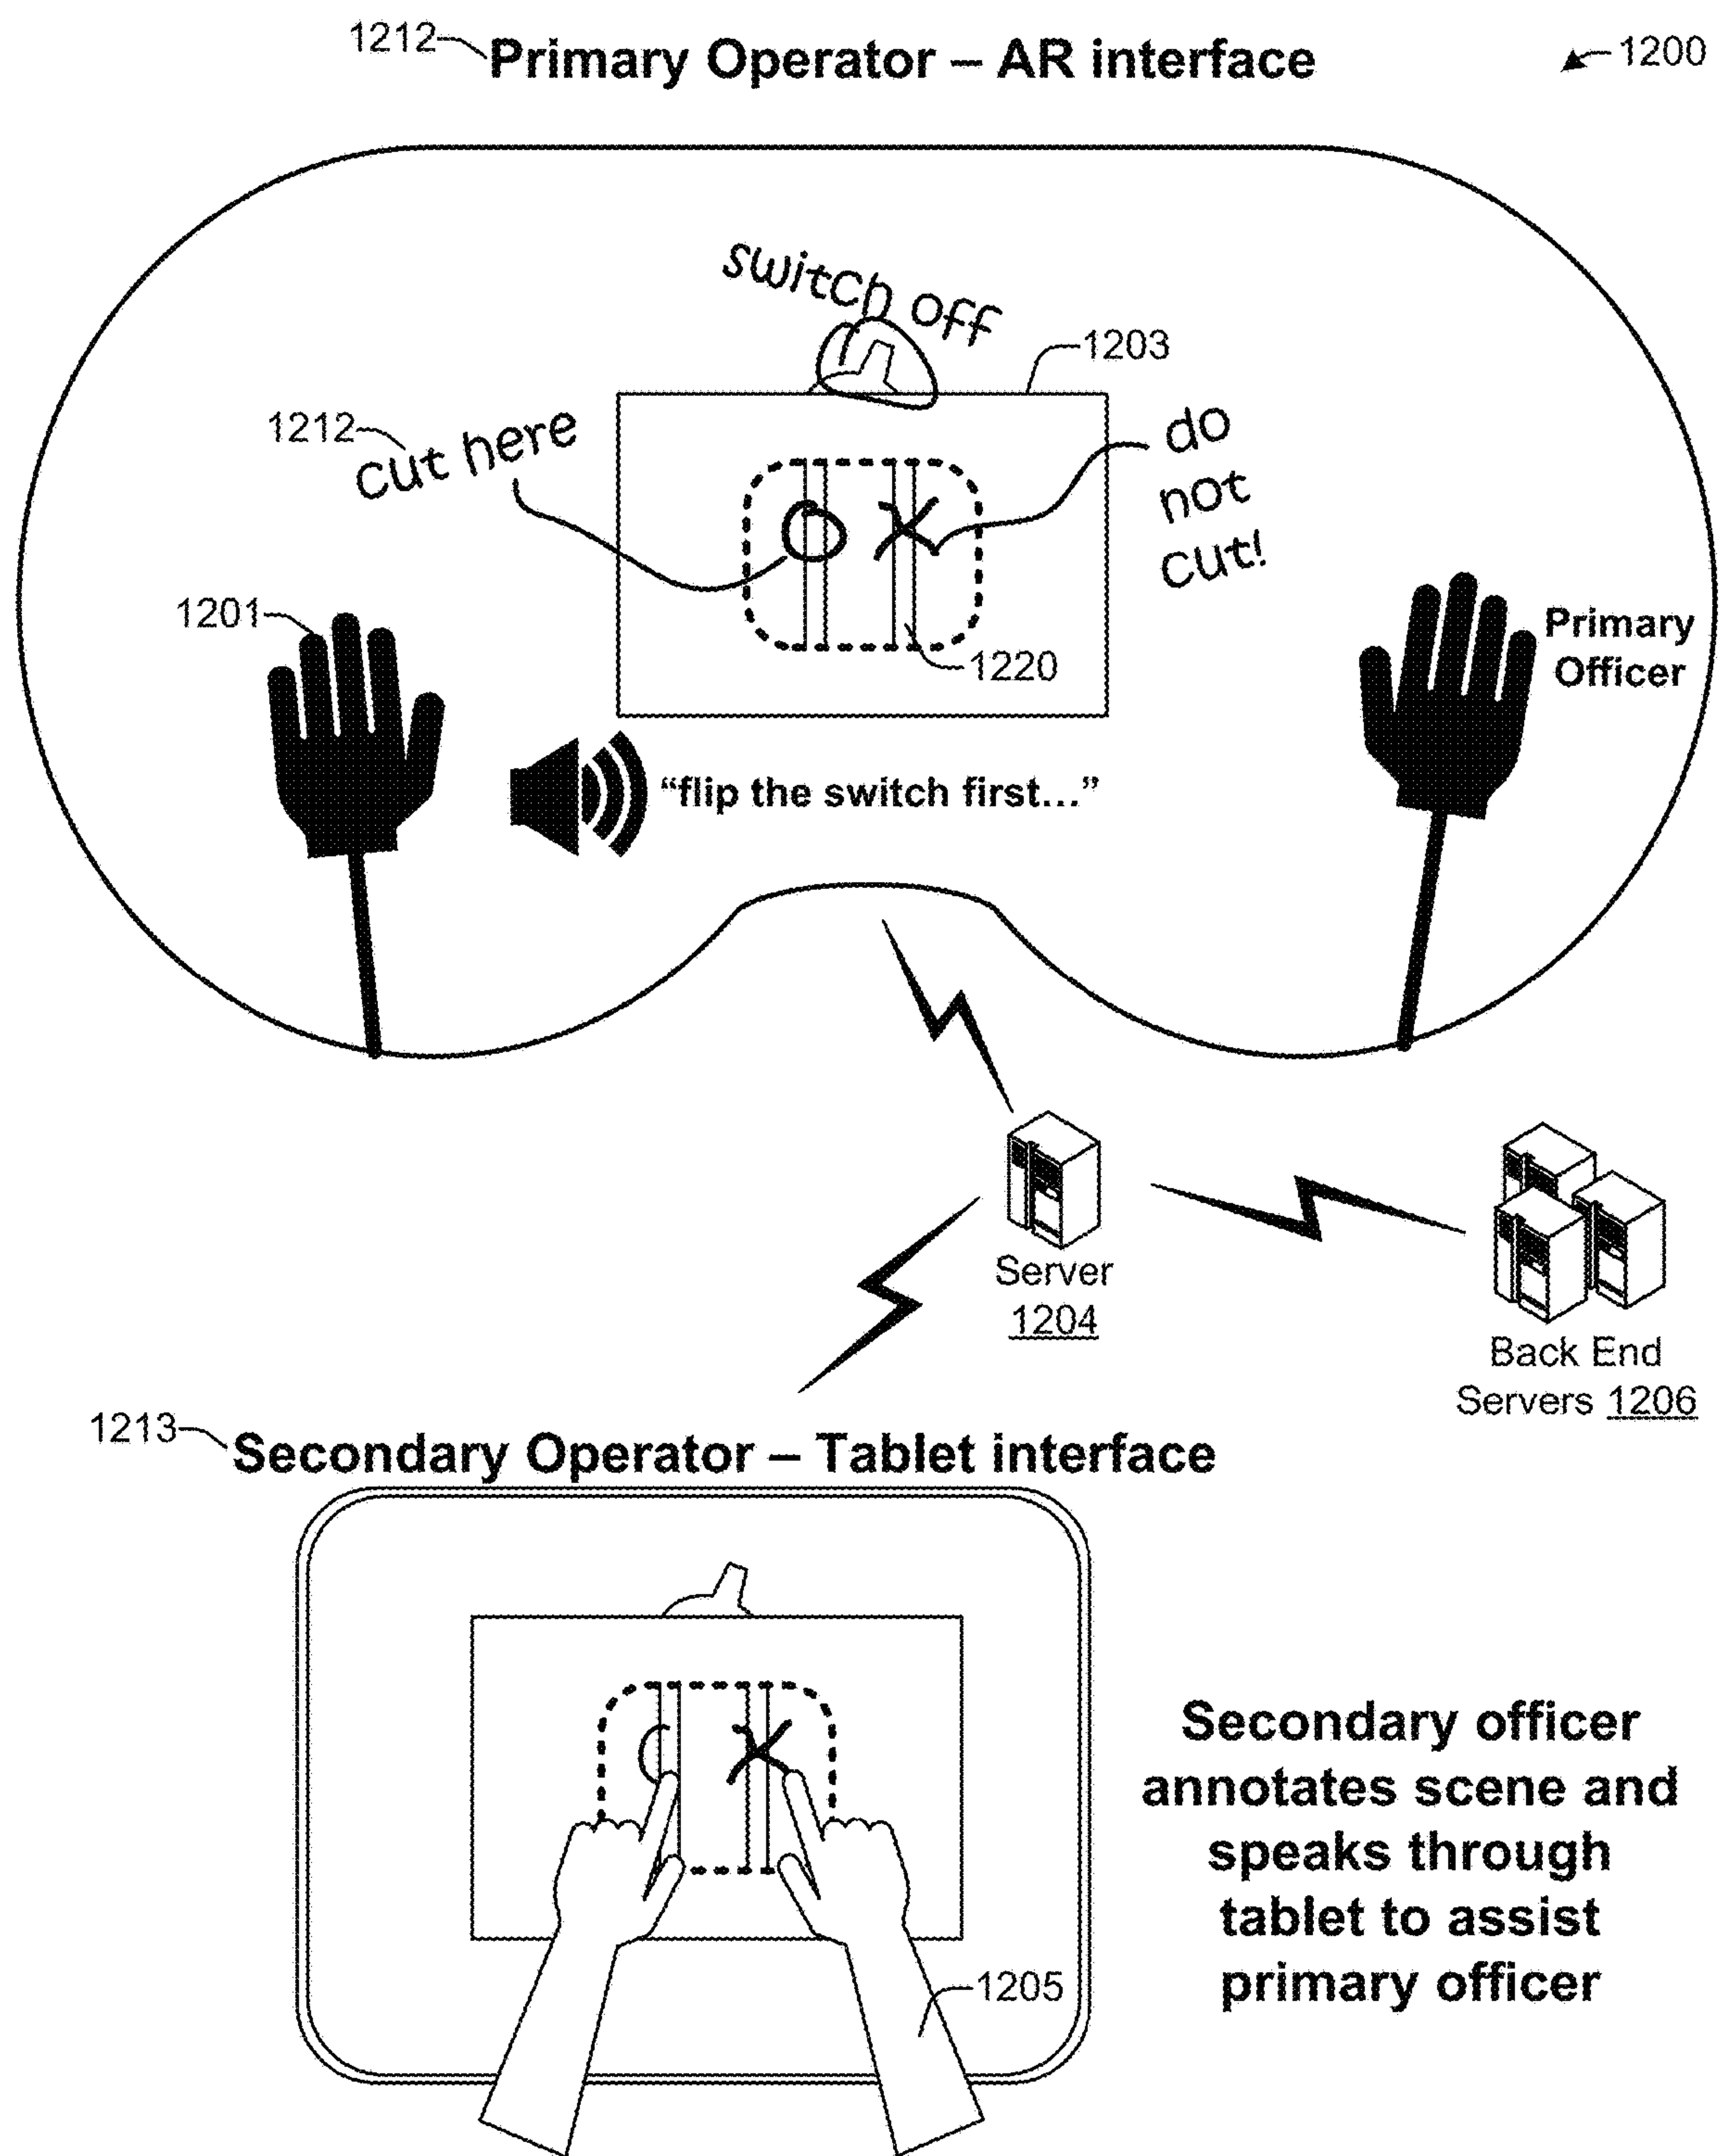 1212
Primary Operator – AR interface
1200
switch off
1203
1212
cut here
do
not
cut!
1201
1220
Primary
Officer
“flip the switch first...”
Server
1204
Back End
Servers 1206
1213
Secondary Operator – Tablet interface
Secondary officer
annotates scene and
speaks through
tablet to assist
primary officer
1205